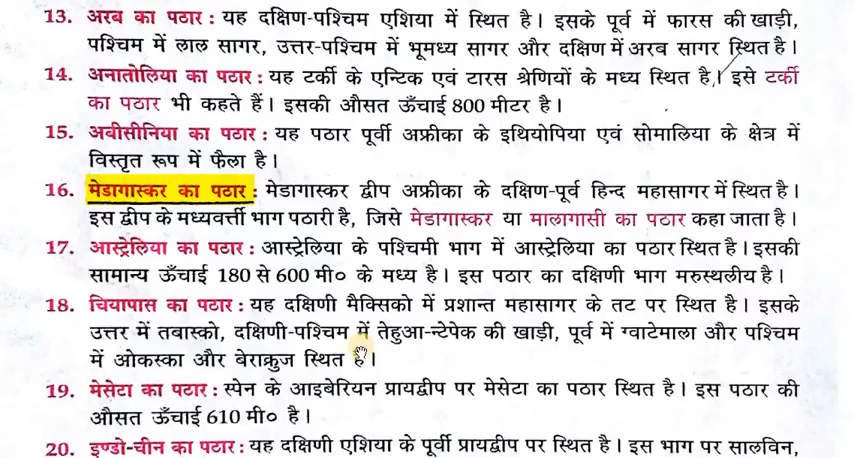 13. अरब का पठार : यह दक्षिण-पश्चिम एशिया में स्थित है। इसके पूर्व में फारस की खाड़ी,
पश्चिम में लाल सागर, उत्तर-पश्चिम में भूमध्य सागर और दक्षिण में अरब सागर स्थित है।
14. अनातोलिया का पठार : यह टर्की के एन्टिक एवं टारस श्रेणियों के मध्य स्थित है, इसे टर्की
का पठार भी कहते हैं। इसकी औसत ऊँचाई 800 मीटर है।
15. अबीसीनिया का पठार : यह पठार पूर्वी अफ्रीका के इथियोपिया एवं सोमालिया के क्षेत्र में
विस्तृत रूप में फैला है।
16. मेडागास्कर का पठार : मेडागास्कर द्वीप अफ्रीका के दक्षिण-पूर्व हिन्द महासागर में स्थित है।
इस द्वीप के मध्यवर्त्ती भाग पठारी है, जिसे मेडागास्कर या मालागासी का पठार कहा जाता है।
17. आस्ट्रेलिया का पठार : आस्ट्रेलिया के पश्चिमी भाग में आस्ट्रेलिया का पठार स्थित है। इसकी
सामान्य ऊँचाई 180 से 600 मी० के मध्य है। इस पठार का दक्षिणी भाग मरुस्थलीय है।
18. चियापास का पठार : यह दक्षिणी मैक्सिको में प्रशान्त महासागर के तट पर स्थित है। इसके
उत्तर में तबास्को, दक्षिणी-पश्चिम में तेहुआ-न्टेपेक की खाड़ी, पूर्व में ग्वाटेमाला और पश्चिम
में ओकस्का और बेराक्रुज स्थित है।
19. मेसेटा का पठार : स्पेन के आइबेरियन प्रायद्वीप पर मेसेटा का पठार स्थित है। इस पठार की
औसत ऊँचाई 610 मी० है।
20. इण्डो-चीन का पठार : यह दक्षिणी एशिया के पूर्वी प्रायद्वीप पर स्थित है। इस भाग पर सालविन,